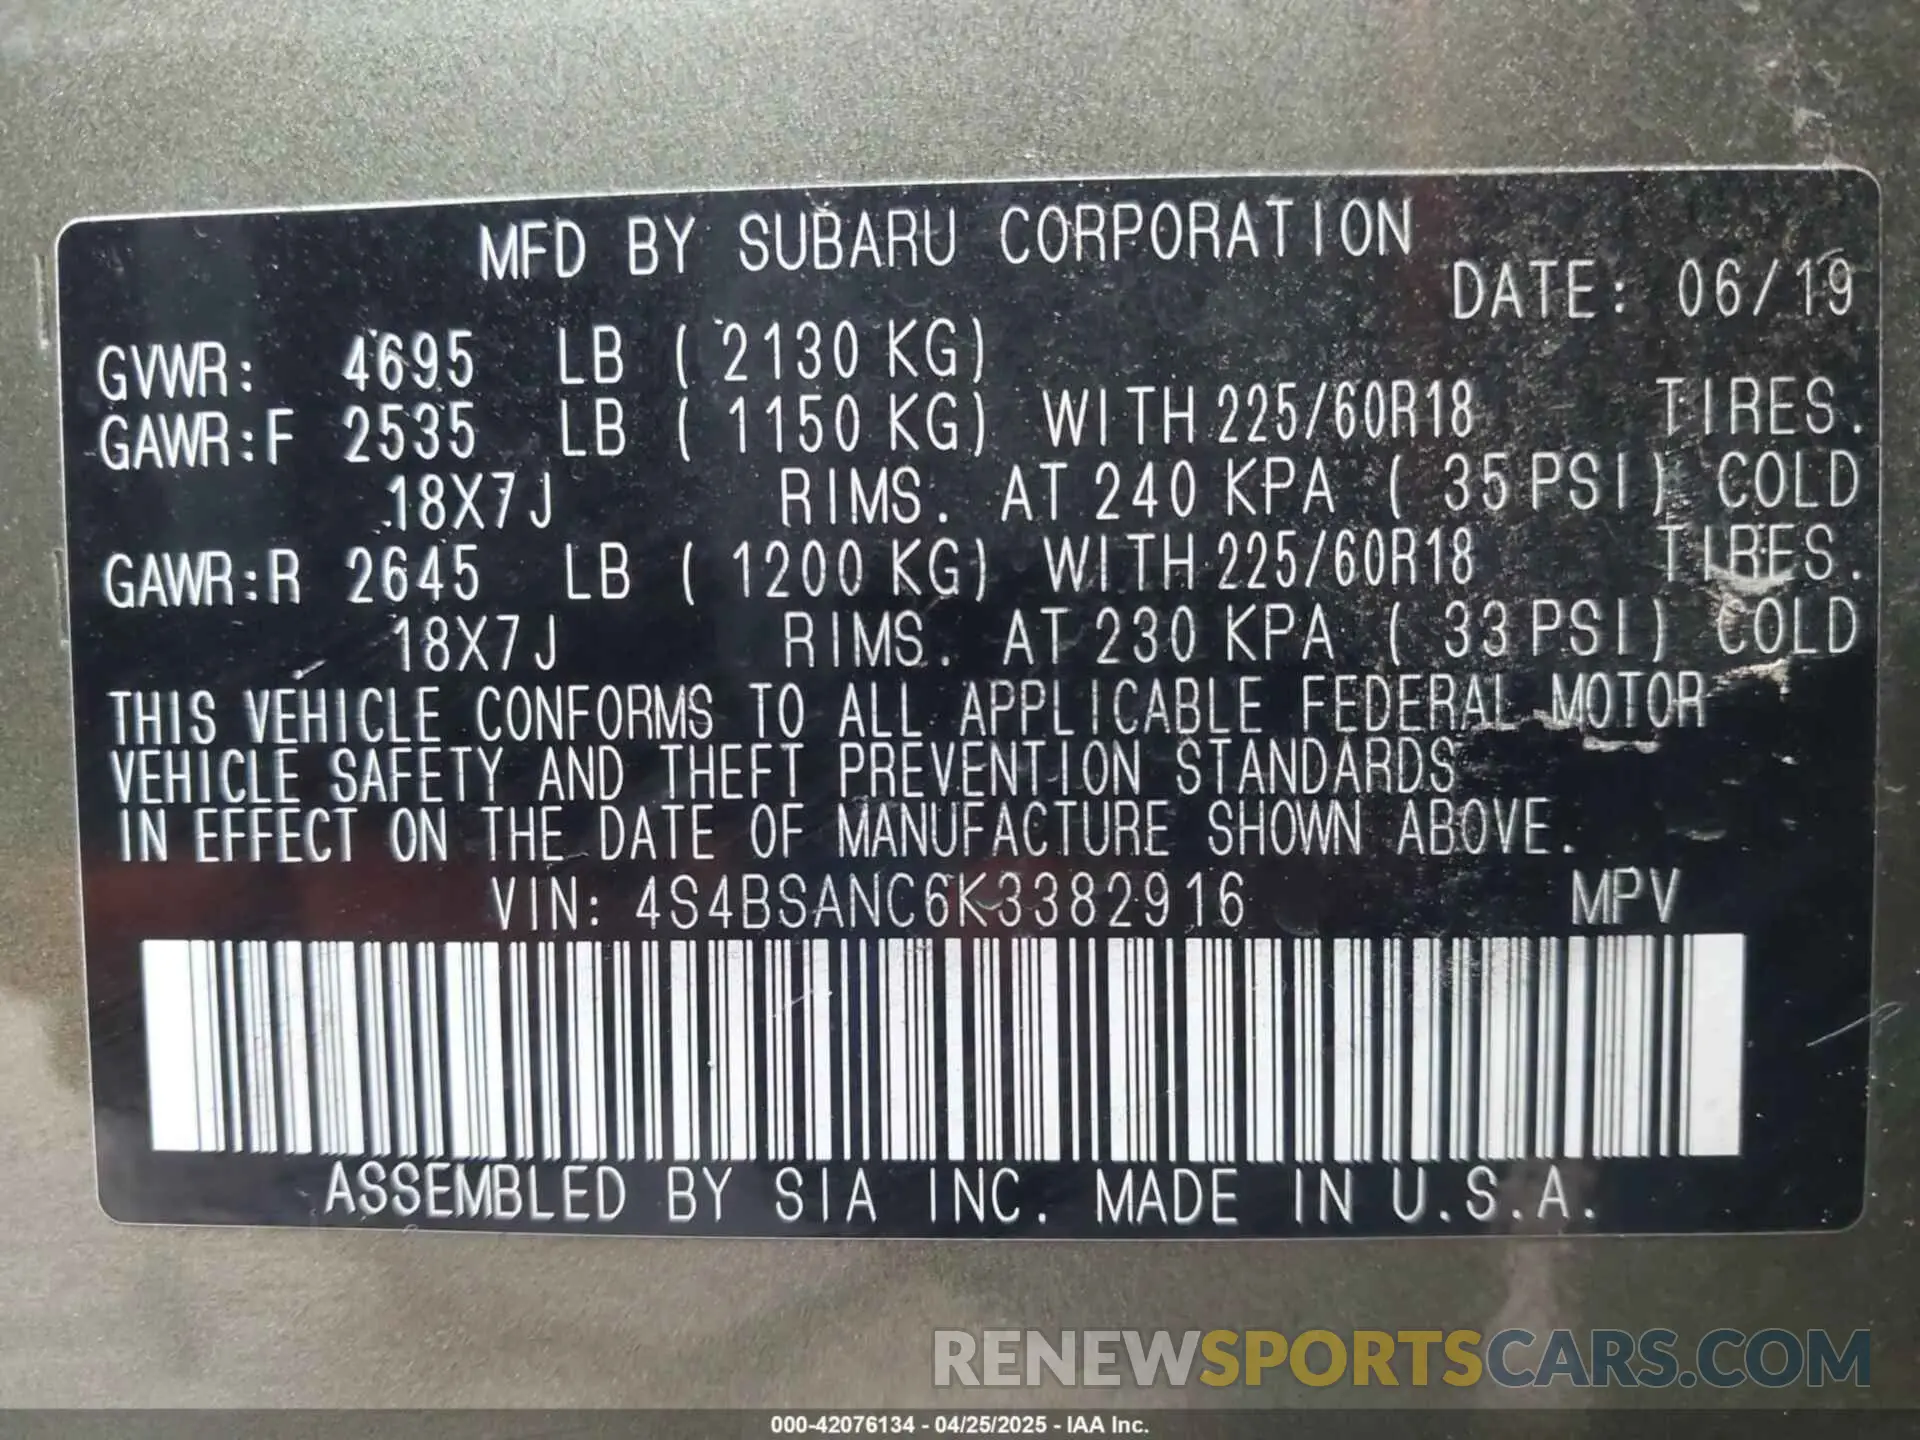 MFD BY SUBARU CORPORATION
DATE: 06/19
GVWR: 4695 LB ( 2130 KG)
GAWR:F 2535 LB ( 1150 KG) WITH 225/60R18 TIRES.
18X7J RIMS. AT 240 KPA ( 35 PSI) COLD
GAWR:R 2645 LB ( 1200 KG) WITH 225/60R18 TIRES.
18X7J RIMS. AT 230 KPA ( 33 PSI) COLD
THIS VEHICLE CONFORMS TO ALL APPLICABLE FEDERAL MOTOR
VEHICLE SAFETY AND THEFT PREVENTION STANDARDS
IN EFFECT ON THE DATE OF MANUFACTURE SHOWN ABOVE.
VIN: 4S4BSANC6K3382916 MPV
ASSEMBLED BY SIA INC. MADE IN U.S.A.
RENEWSPORTSCARS.COM
000-42076134 - 04/25/2025 - IAA Inc.